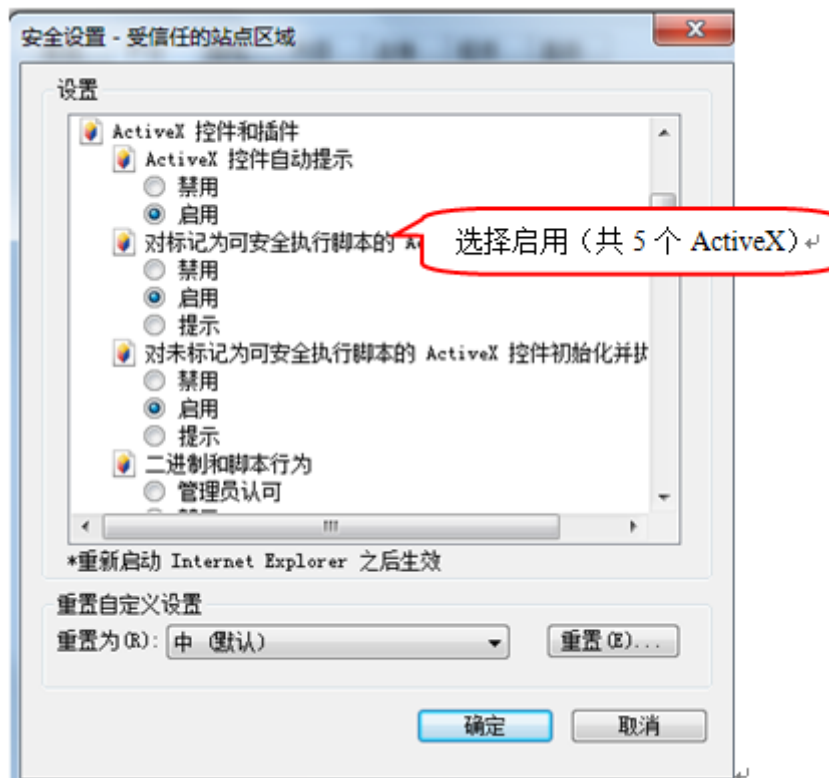 安全设置 - 受信任的站点区域
设置
ActiveX 控件和插件
ActiveX 控件自动提示
禁用
启用
对标记为可安全执行脚本的
选择启用（共 5 个 ActiveX）
禁用
启用
提示
对未标记为可安全执行脚本的 ActiveX 控件初始化并执
禁用
启用
提示
二进制和脚本行为
管理员认可
*重新启动 Internet Explorer 之后生效
重置自定义设置
重置为(R):
中 (默认)
重置(E)...
确定
取消